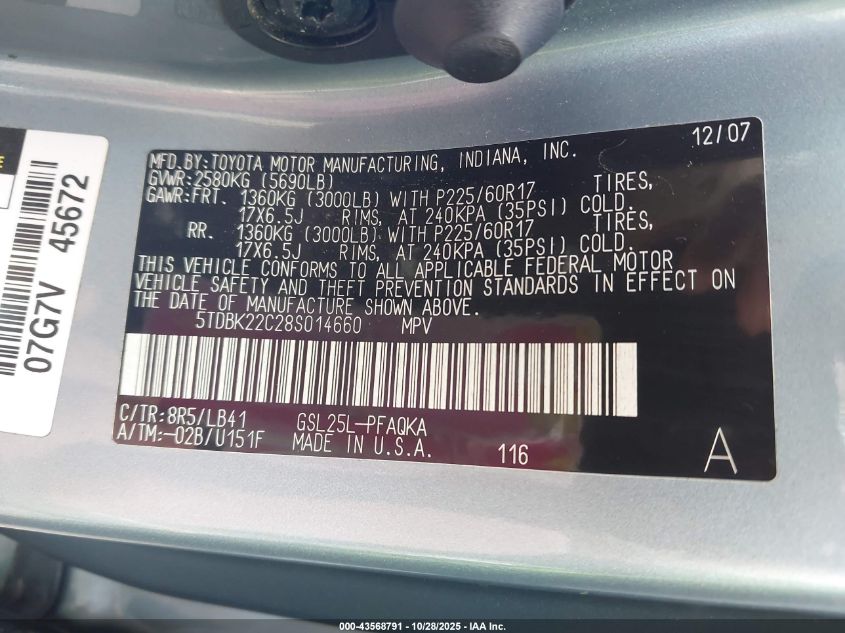 12/07
MFD.BY:TOYOTA MOTOR MANUFACTURING, INDIANA, INC.
GVWR:2580KG (5690LB)
GAWR:FRT. 1360KG (3000LB) WITH P225/60R17 TIRES,
17X6.5J RIMS, AT 240KPA (35PSI) COLD.
RR. 1360KG (3000LB) WITH P225/60R17 TIRES,
17X6.5J RIMS, AT 240KPA (35PSI) COLD.
THIS VEHICLE CONFORMS TO ALL APPLICABLE FEDERAL MOTOR
VEHICLE SAFETY AND THEFT PREVENTION STANDARDS IN EFFECT ON
THE DATE OF MANUFACTURE SHOWN ABOVE.
5TDBK22C28S014660 MPV
C/TR:8R5/LB41 GSL25L-PFAQKA
A/TM:-02B/U151F MADE IN U.S.A. 116 A
07G7V 45672
000-43568791 - 10/28/2025 - IAA Inc.